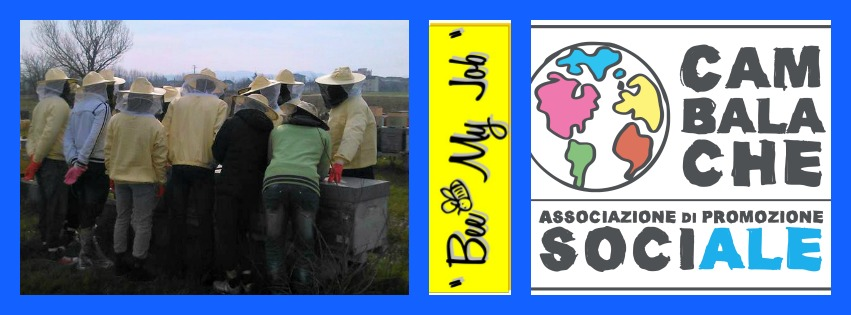 Bee My Job
CAM
BALA
CHE
ASSOCIAZIONE DI PROMOZIONE
SOCIALE